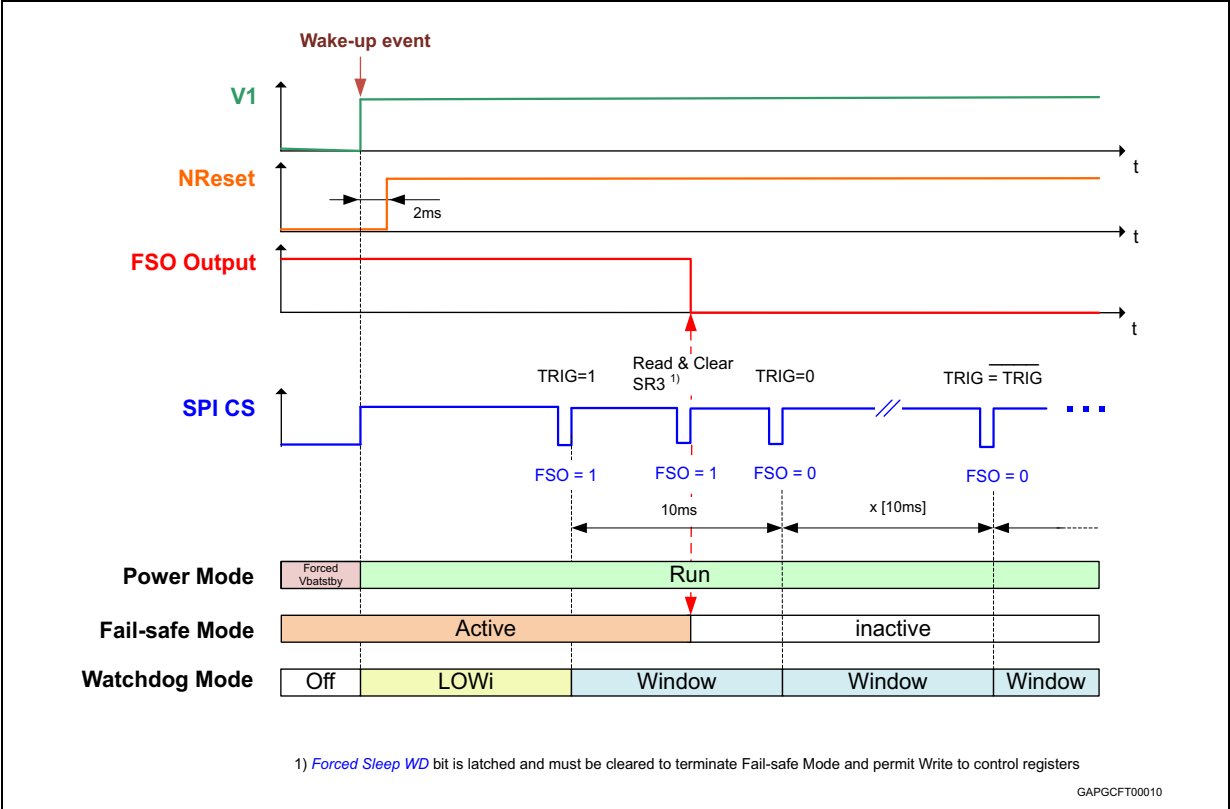 Wake-up event
V1
t
NReset
2ms
t
FSO Output
t
TRIG=1
Read & Clear
SR3 1)
TRIG=0
TRIG = T̅R̅I̅G̅
SPI CS
FSO = 1
FSO = 1
FSO = 0
FSO = 0
10ms
x [10ms]
Power Mode
Forced
Vbatstby
Run
Fail-safe Mode
Active
inactive
Watchdog Mode
Off
LOWi
Window
Window
Window
1) Forced Sleep WD bit is latched and must be cleared to terminate Fail-safe Mode and permit Write to control registers
GAPGCFT00010